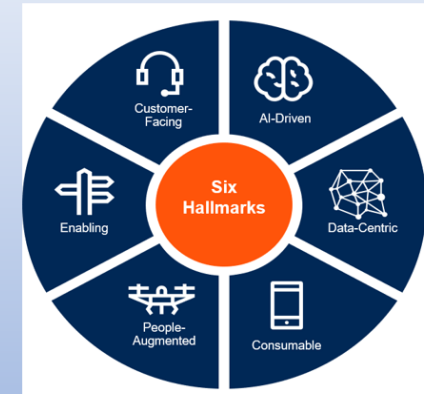 Customer-
Facing
AI-Driven
Six
Hallmarks
Enabling
Data-Centric
People-
Augmented
Consumable